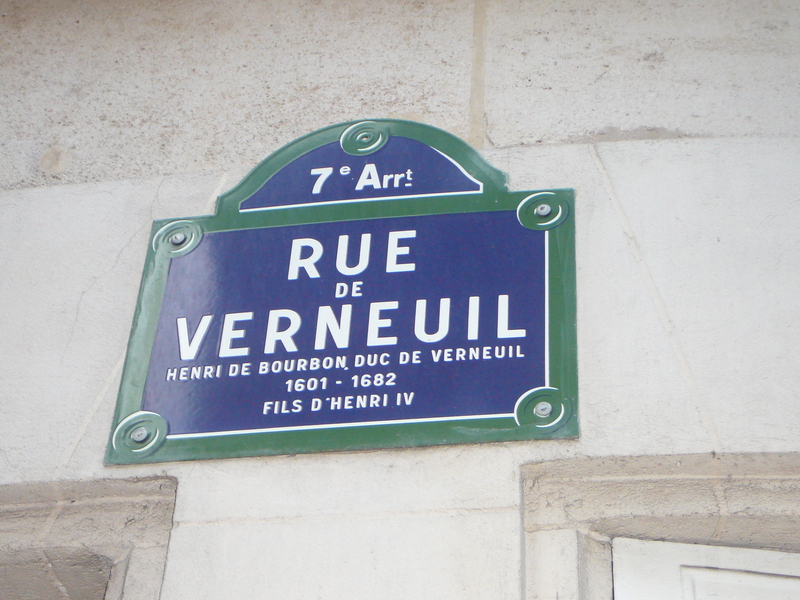 7e Arrt
RUE
DE
VERNEUIL
HENRI DE BOURBON, DUC DE VERNEUIL
1601 - 1682
FILS D'HENRI IV